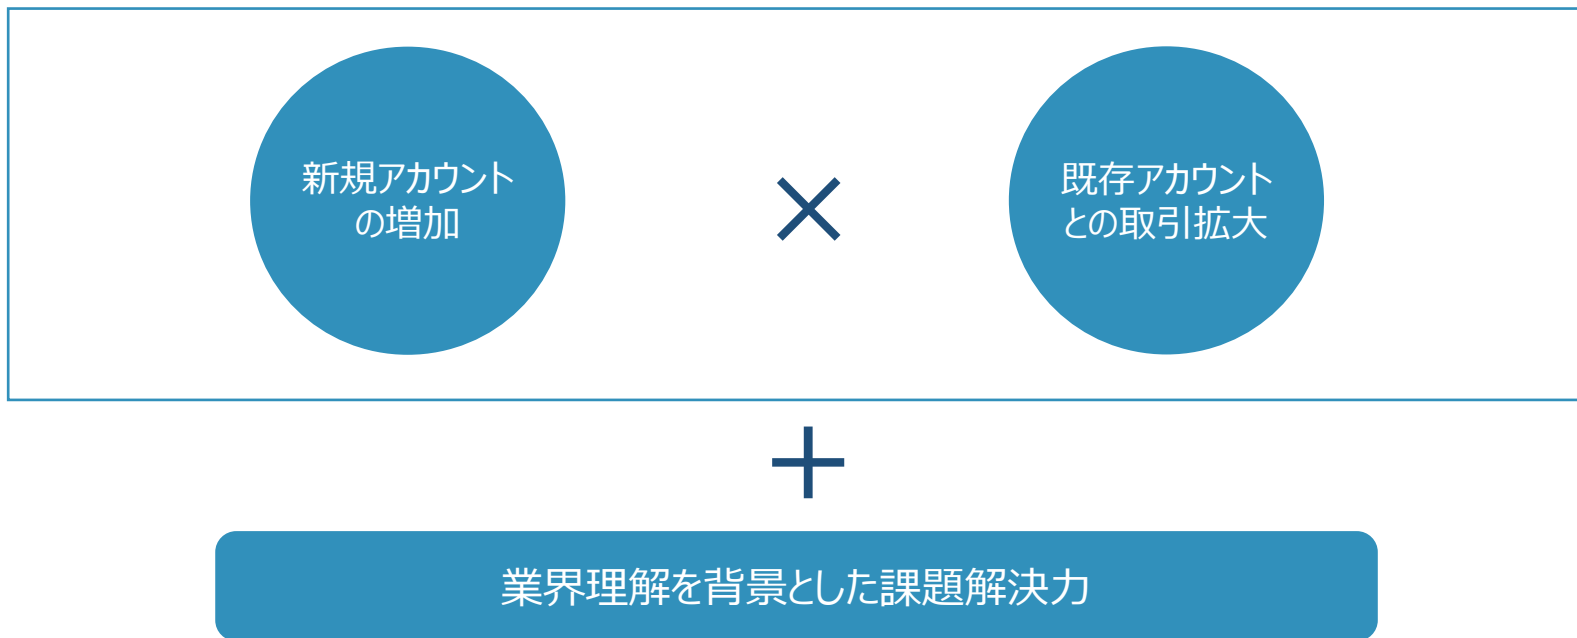 新規アカウント
の増加
×
既存アカウント
との取引拡大
+
業界理解を背景とした課題解決力